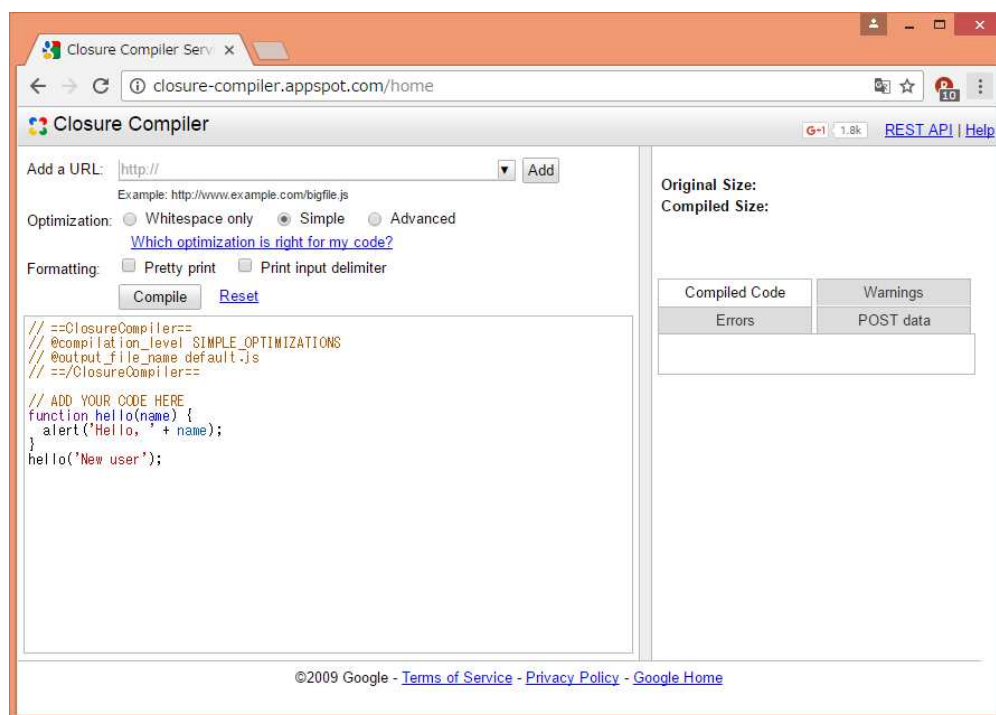 Closure Compiler Serv
closure-compiler.appspot.com/home
10
Closure Compiler
G+1 1.8k REST API | Help
Add a URL: http:// Add
Example: http://www.example.com/bigfile.js
Optimization: Whitespace only Simple Advanced
Which optimization is right for my code?
Formatting: Pretty print Print input delimiter
Compile Reset
// ==ClosureCompiler==
// @compilation_level SIMPLE_OPTIMIZATIONS
// @output_file_name default.js
// ==/ClosureCompiler==
// ADD YOUR CODE HERE
function hello(name) {
alert('Hello, ' + name);
}
hello('New user');
Original Size:
Compiled Size:
Compiled Code Warnings
Errors POST data
©2009 Google - Terms of Service - Privacy Policy - Google Home